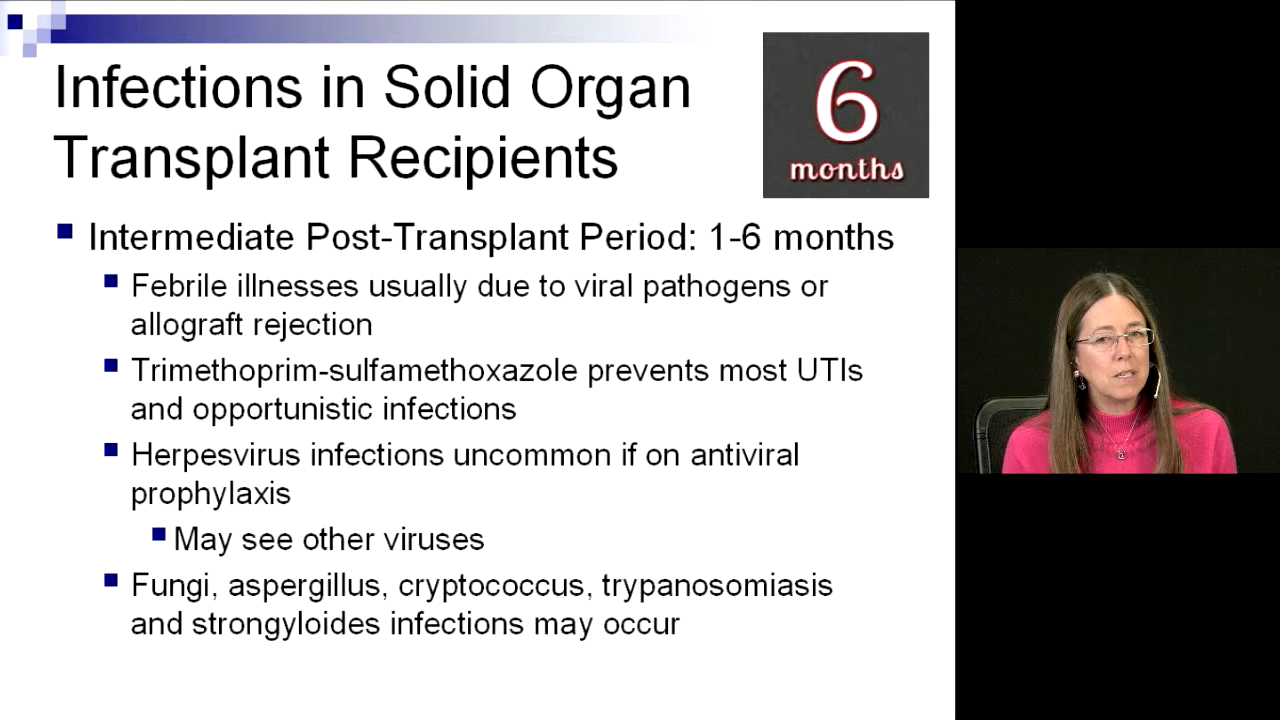 Infections in Solid Organ
Transplant Recipients
6
months
Intermediate Post-Transplant Period: 1-6 months
Febrile illnesses usually due to viral pathogens or
allograft rejection
Trimethoprim-sulfamethoxazole prevents most UTIs
and opportunistic infections
Herpesvirus infections uncommon if on antiviral
prophylaxis
May see other viruses
Fungi, aspergillus, cryptococcus, trypanosomiasis
and strongyloides infections may occur